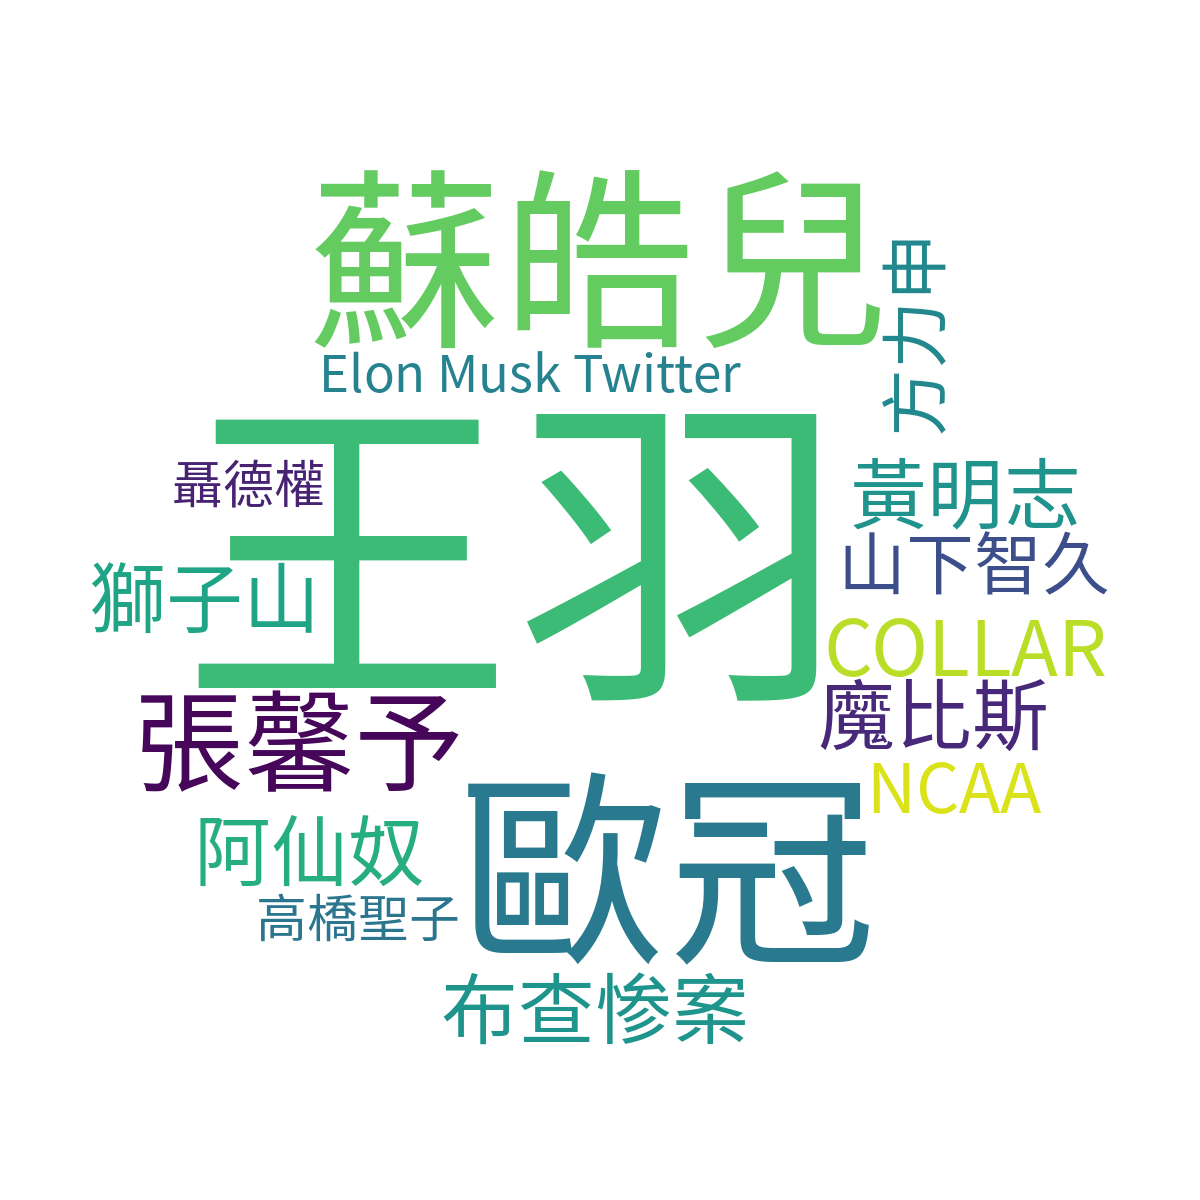 蘇皓兒
方力申
Elon Musk Twitter
王羽
聶德權
黃明志
山下智久
獅子山
COLLAR
張馨予
魔比斯
NCAA
歐冠
阿仙奴
高橋聖子
布查慘案